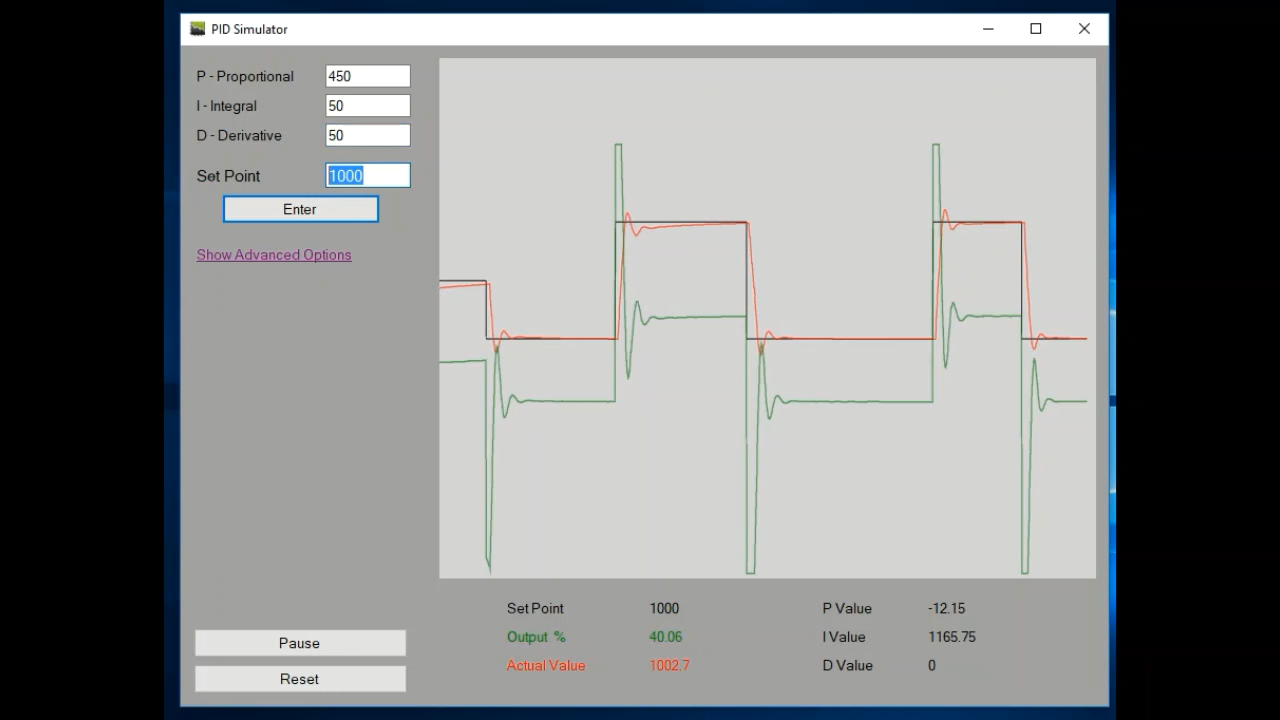 PID Simulator
P - Proportional 450
I - Integral 50
D - Derivative 50
Set Point 1000
Enter
Show Advanced Options
Pause
Reset
Set Point 1000 P Value -12.15
Output % 40.06 I Value 1165.75
Actual Value 1002.7 D Value 0